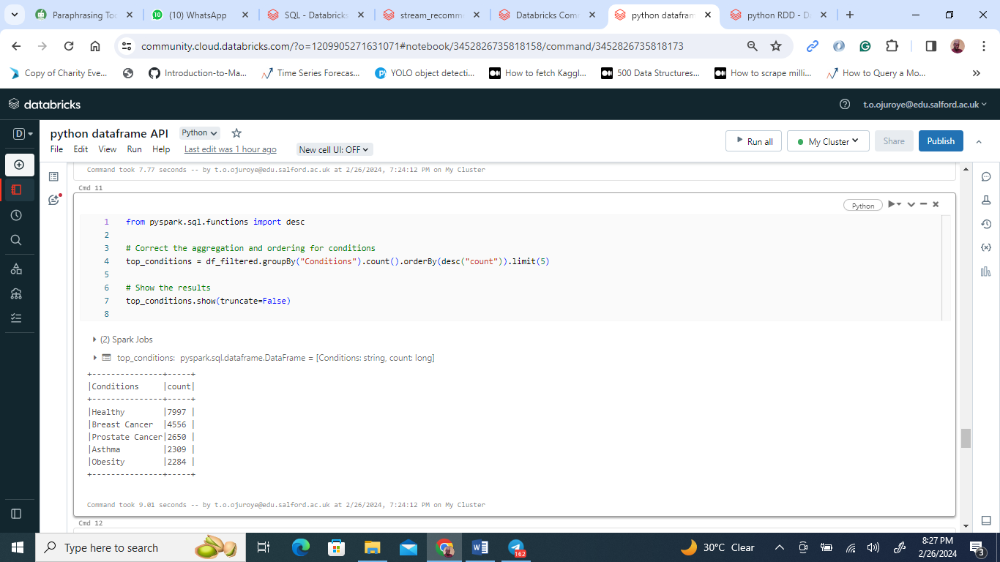 Paraphrasing Too
(10) WhatsApp
SQL - Databricks
stream_recomme
Databricks Com
python datafram
python RDD - Da
community.cloud.databricks.com/?o=1209905271631071#notebook/3452826735818158/command/3452826735818173
Copy of Charity Eve...
Introduction-to-Ma...
Time Series Forecas...
YOLO object detecti...
How to fetch Kaggl...
500 Data Structures...
How to scrape milli...
How to Query a Mo...
databricks
t.o.ojuroye@edu.salford.ac.uk
D
python dataframe API
Python
File Edit View Run Help
Last edit was 1 hour ago
New cell UI: OFF
Run all
My Cluster
Share
Publish
Command took 7.77 seconds -- by t.o.ojuroye@edu.salford.ac.uk at 2/26/2024, 7:24:12 PM on My Cluster
Cmd 11
Python
1 from pyspark.sql.functions import desc
2
3 # Correct the aggregation and ordering for conditions
4 top_conditions = df_filtered.groupBy("Conditions").count().orderBy(desc("count")).limit(5)
5
6 # Show the results
7 top_conditions.show(truncate=False)
8
(2) Spark Jobs
top_conditions: pyspark.sql.dataframe.DataFrame = [Conditions: string, count: long]
+---------------+-----+
|Conditions     |count|
+---------------+-----+
|Healthy        |7997 |
|Breast Cancer  |4556 |
|Prostate Cancer|2650 |
|Asthma         |2309 |
|Obesity        |2284 |
+---------------+-----+
Command took 9.01 seconds -- by t.o.ojuroye@edu.salford.ac.uk at 2/26/2024, 7:24:12 PM on My Cluster
Cmd 12
Type here to search
162
30°C Clear
8:27 PM
2/26/2024
3